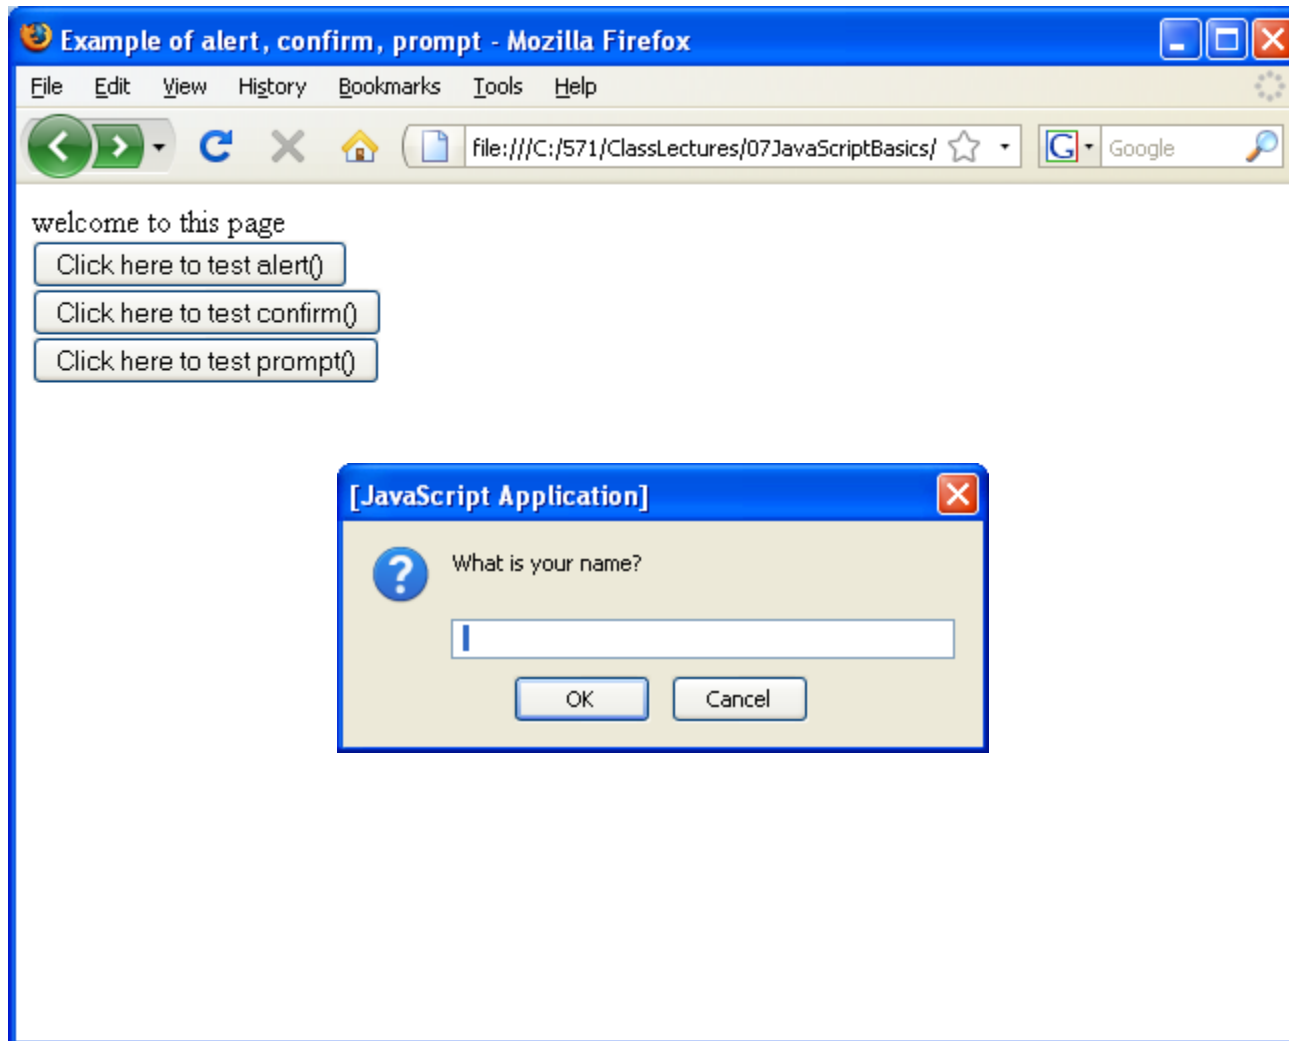 Example of alert, confirm, prompt - Mozilla Firefox
File Edit View History Bookmarks Tools Help
file:///C:/571/ClassLectures/07JavaScriptBasics/ G Google
welcome to this page
Click here to test alert()
Click here to test confirm()
Click here to test prompt()
[JavaScript Application]
What is your name?
OK Cancel